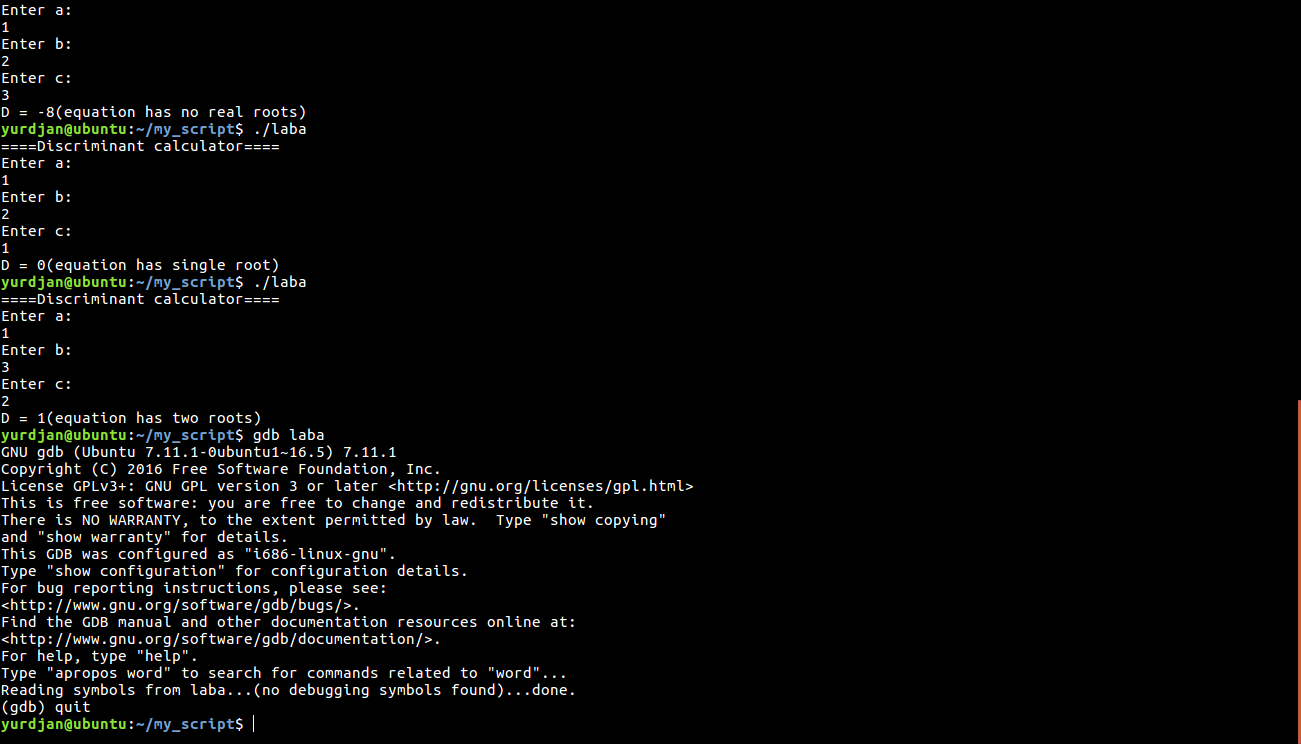 Enter a:
1
Enter b:
2
Enter c:
3
D = -8(equation has no real roots)
yurdjan@ubuntu:~/my_script$ ./laba
====Discriminant calculator====
Enter a:
1
Enter b:
2
Enter c:
1
D = 0(equation has single root)
yurdjan@ubuntu:~/my_script$ ./laba
====Discriminant calculator====
Enter a:
1
Enter b:
3
Enter c:
2
D = 1(equation has two roots)
yurdjan@ubuntu:~/my_script$ gdb laba
GNU gdb (Ubuntu 7.11.1-0ubuntu1~16.5) 7.11.1
Copyright (C) 2016 Free Software Foundation, Inc.
License GPLv3+: GNU GPL version 3 or later <http://gnu.org/licenses/gpl.html>
This is free software: you are free to change and redistribute it.
There is NO WARRANTY, to the extent permitted by law.  Type "show copying"
and "show warranty" for details.
This GDB was configured as "i686-linux-gnu".
Type "show configuration" for configuration details.
For bug reporting instructions, please see:
<http://www.gnu.org/software/gdb/bugs/>.
Find the GDB manual and other documentation resources online at:
<http://www.gnu.org/software/gdb/documentation/>.
For help, type "help".
Type "apropos word" to search for commands related to "word"...
Reading symbols from laba...(no debugging symbols found)...done.
(gdb) quit
yurdjan@ubuntu:~/my_script$